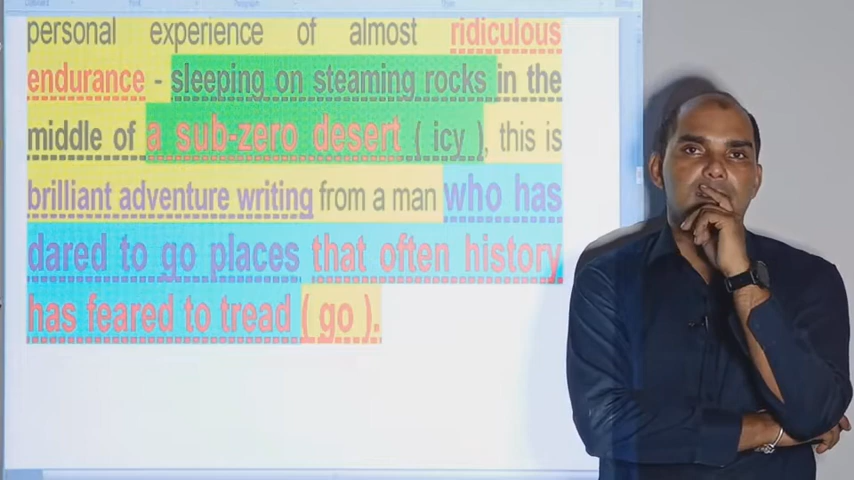 personal experience of almost ridiculous
endurance - sleeping on steaming rocks in the
middle of a sub-zero desert ( icy ), this is
brilliant adventure writing from a man who has
dared to go places that often history
has feared to tread ( go ).